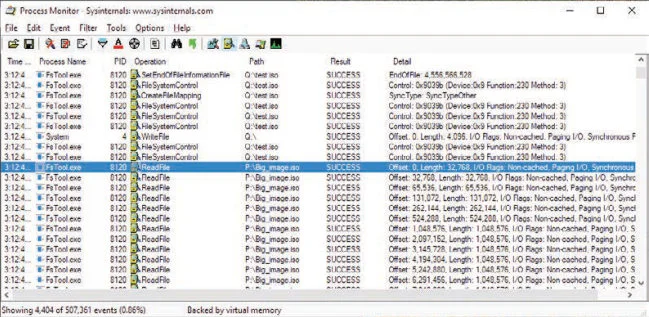 Process Monitor - Sysinternals: www.sysinternals.com
File Edit Event Filter Tools Options Help
Time ... Process Name PID Operation Path Result Detail
3:12:4... FsTool.exe 8120 SetEndOfFileInformationFile Q:\test.iso SUCCESS EndOfFile: 4,556,566,528
3:12:4... FsTool.exe 8120 FileSystemControl Q:\test.iso SUCCESS Control: 0x9039b (Device:0x9 Function:230 Method: 3)
3:12:4... FsTool.exe 8120 CreateFileMapping Q:\test.iso SUCCESS SyncType: SyncTypeOther
3:12:4... FsTool.exe 8120 FileSystemControl Q:\test.iso SUCCESS Control: 0x9039b (Device:0x9 Function:230 Method: 3)
3:12:4... System 4 WriteFile Q:\ SUCCESS Offset: 0, Length: 4,096, I/O Flags: Non-cached, Paging I/O, Synchronous P
3:12:4... FsTool.exe 8120 FileSystemControl Q:\test.iso SUCCESS Control: 0x9039b (Device:0x9 Function:230 Method: 3)
3:12:4... FsTool.exe 8120 FileSystemControl Q:\test.iso SUCCESS Control: 0x9039b (Device:0x9 Function:230 Method: 3)
3:12:4... FsTool.exe 8120 ReadFile P:\Big_image.iso SUCCESS Offset: 0, Length: 32,768, I/O Flags: Non-cached, Paging I/O, Synchronous
3:12:4... FsTool.exe 8120 ReadFile P:\Big_image.iso SUCCESS Offset: 32,768, Length: 32,768, I/O Flags: Non-cached, Paging I/O, Sync
3:12:4... FsTool.exe 8120 ReadFile P:\Big_image.iso SUCCESS Offset: 65,536, Length: 65,536, I/O Flags: Non-cached, Paging I/O, Sync
3:12:4... FsTool.exe 8120 ReadFile P:\Big_image.iso SUCCESS Offset: 131,072, Length: 131,072, I/O Flags: Non-cached, Paging I/O, Sy
3:12:4... FsTool.exe 8120 ReadFile P:\Big_image.iso SUCCESS Offset: 262,144, Length: 262,144, I/O Flags: Non-cached, Paging I/O, Sy
3:12:4... FsTool.exe 8120 ReadFile P:\Big_image.iso SUCCESS Offset: 524,288, Length: 524,288, I/O Flags: Non-cached, Paging I/O, Sy
3:12:4... FsTool.exe 8120 ReadFile P:\Big_image.iso SUCCESS Offset: 1,048,576, Length: 1,048,576, I/O Flags: Non-cached, Paging I/O, S
3:12:4... FsTool.exe 8120 ReadFile P:\Big_image.iso SUCCESS Offset: 2,097,152, Length: 1,048,576, I/O Flags: Non-cached, Paging I/O, S
3:12:4... FsTool.exe 8120 ReadFile P:\Big_image.iso SUCCESS Offset: 3,145,728, Length: 1,048,576, I/O Flags: Non-cached, Paging I/O, S
3:12:4... FsTool.exe 8120 ReadFile P:\Big_image.iso SUCCESS Offset: 4,194,304, Length: 1,048,576, I/O Flags: Non-cached, Paging I/O, S
3:12:4... FsTool.exe 8120 ReadFile P:\Big_image.iso SUCCESS Offset: 5,242,880, Length: 1,048,576, I/O Flags: Non-cached, Paging I/O, S
3:12:4... FsTool.exe 8120 ReadFile P:\Big_image.iso SUCCESS Offset: 6,291,456, Length: 1,048,576, I/O Flags: Non-cached, Paging I/O, S
Showing 4,404 of 507,361 events (0.86%) Backed by virtual memory